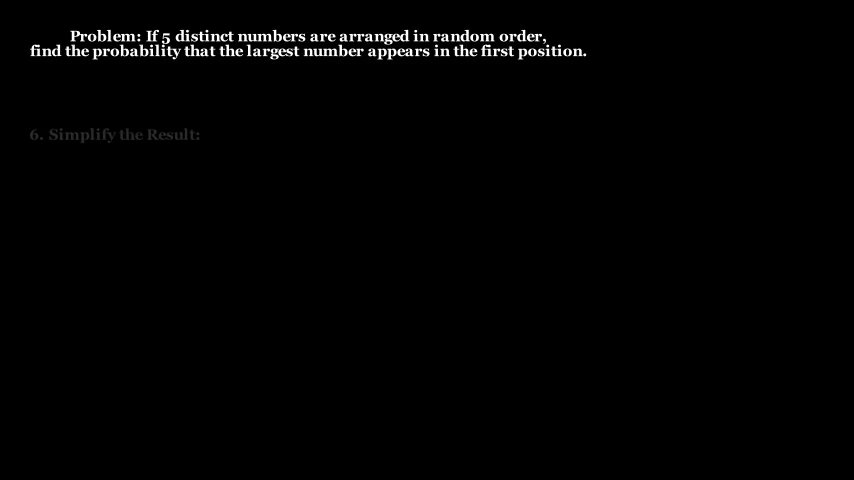 Problem: If 5 distinct numbers are arranged in random order,
find the probability that the largest number appears in the first position.
6. Simplify the Result: